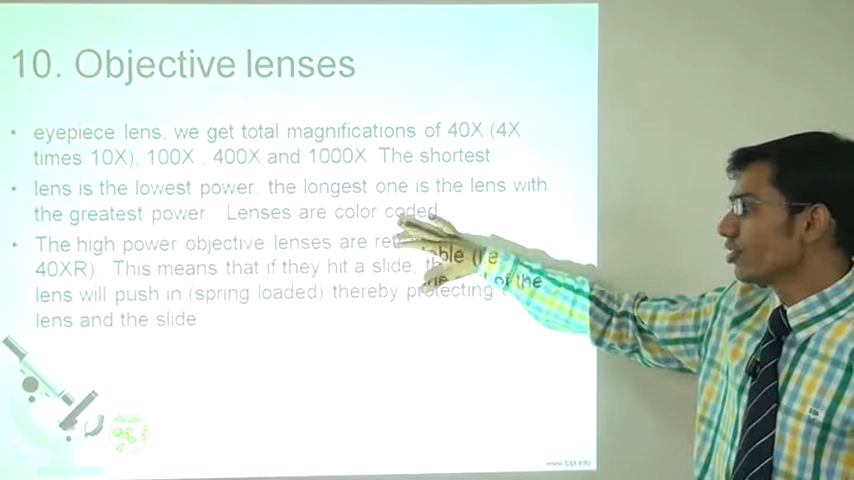 10. Objective lenses
• eyepiece lens, we get total magnifications of 40X (4X
times 10X), 100X , 400X and 1000X The shortest
• lens is the lowest power, the longest one is the lens with
the greatest power Lenses are color coded
• The high power objective lenses are
40XR) This means that if they hit a slide, of the
lens will push in (spring loaded) thereby protecting
lens and the slide